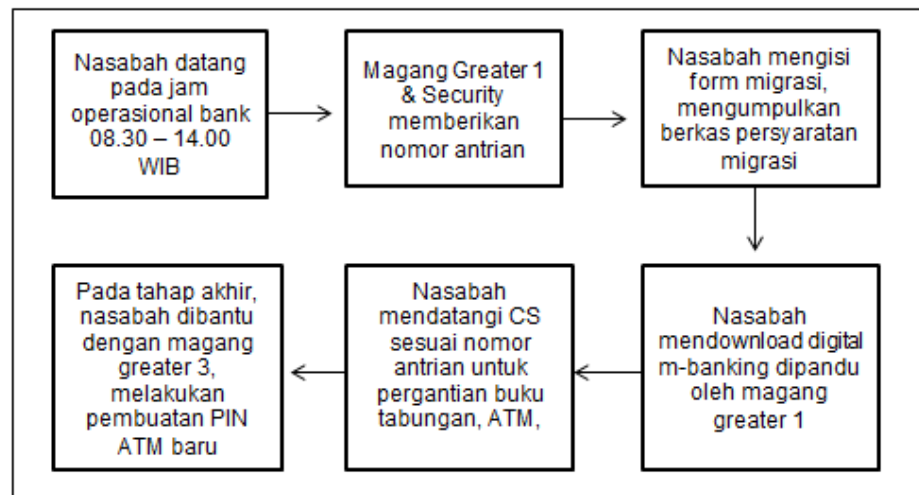 Nasabah datang
pada jam
operasional bank
08.30 – 14.00
WIB
Magang Greater 1
& Security
memberikan
nomor antrian
Nasabah mengisi
form migrasi,
mengumpulkan
berkas persyaratan
migrasi
Nasabah
mendownload digital
m-banking dipandu
oleh magang
greater 1
Nasabah
mendatangi CS
sesuai nomor
antrian untuk
pergantian buku
tabungan, ATM,
Pada tahap akhir,
nasabah dibantu
dengan magang
greater 3,
melakukan
pembuatan PIN
ATM baru